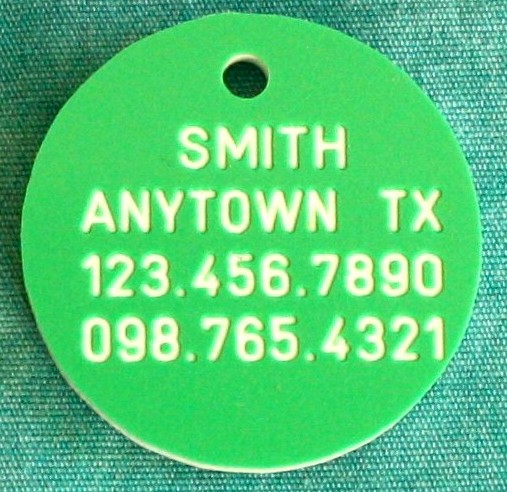 SMITH
ANYTOWN TX
123.456.7890
098.765.4321